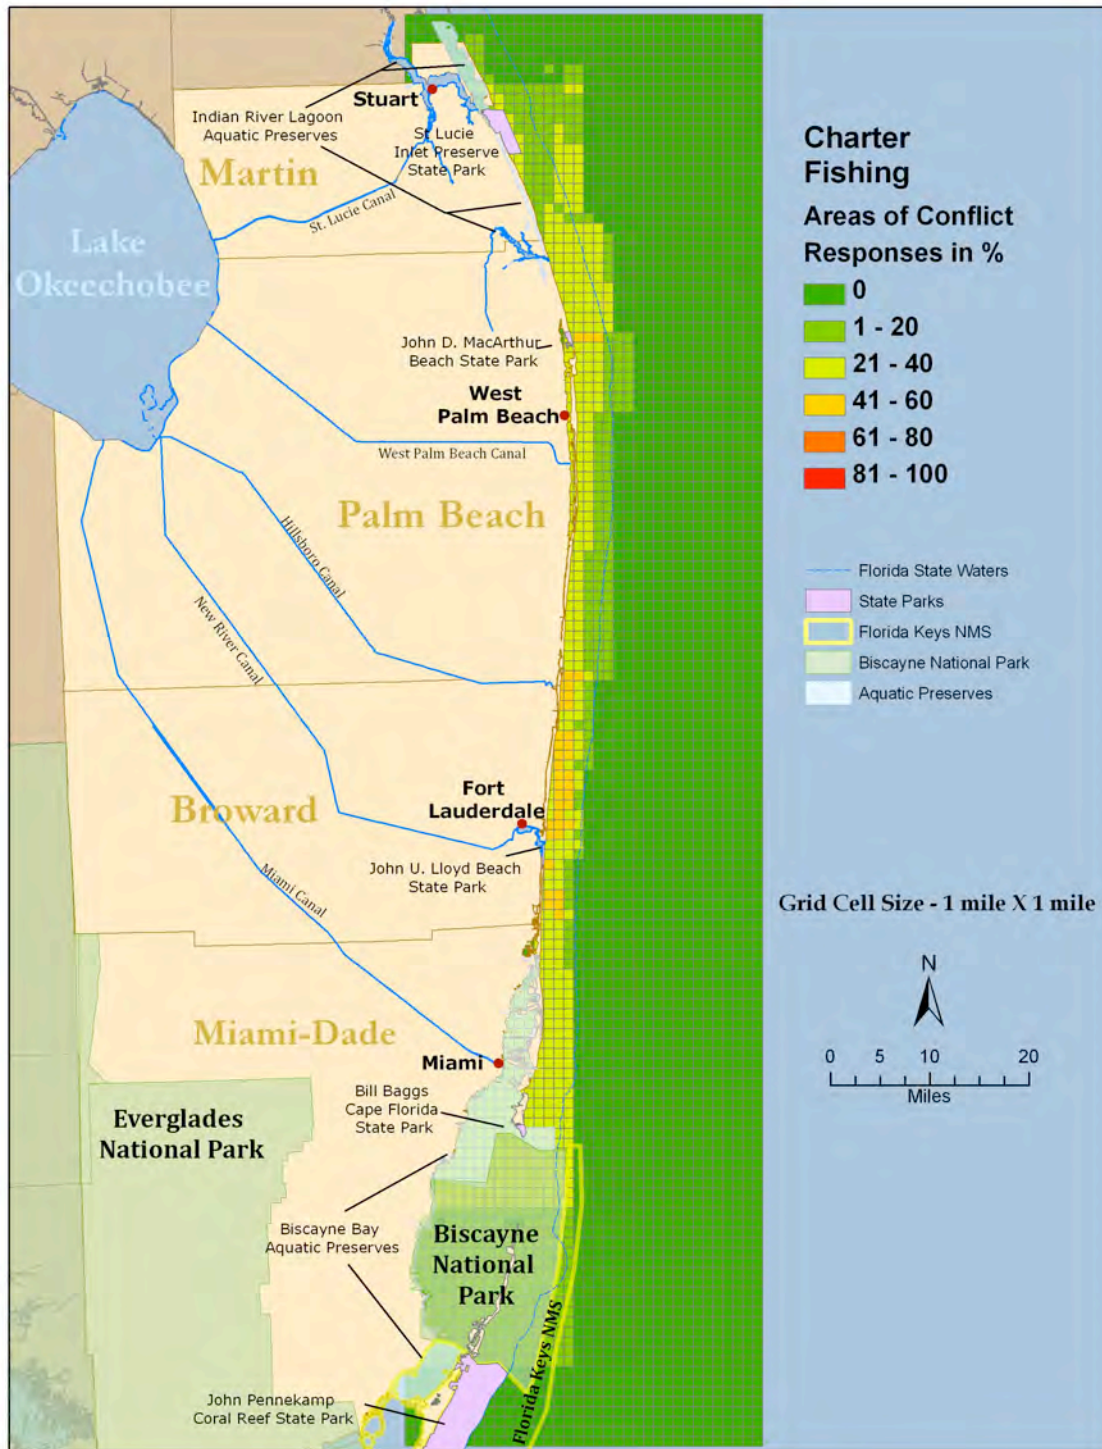 Stuart
Indian River Lagoon
Aquatic Preserves
St Lucie
Inlet Preserve
State Park
Martin
St. Lucie Canal
Lake
Okeechobee
John D. MacArthur
Beach State Park
West
Palm Beach
West Palm Beach Canal
Palm Beach
Hillsboro Canal
New River Canal
Fort
Lauderdale
Broward
John U. Lloyd Beach
State Park
Miami Canal
Miami-Dade
Miami
Bill Baggs
Cape Florida
State Park
Everglades
National Park
Biscayne Bay
Aquatic Preserves
Biscayne
National
Park
Florida Keys NMS
John Pennekamp
Coral Reef State Park
Charter
Fishing
Areas of Conflict
Responses in %
0
1 - 20
21 - 40
41 - 60
61 - 80
81 - 100
Florida State Waters
State Parks
Florida Keys NMS
Biscayne National Park
Aquatic Preserves
Grid Cell Size - 1 mile X 1 mile
N
0 5 10 20
Miles